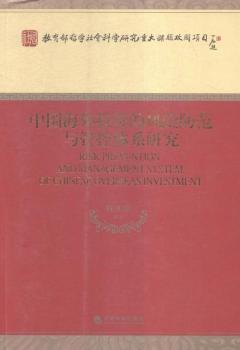 教育部哲学社会科学研究重大课题攻关项目
中国海外投资的风险防范
与管控体系研究
RISK PREVENTION
AND MANAGEMENT SYSTEM
OF CHINESE OVERSEAS INVESTMENT